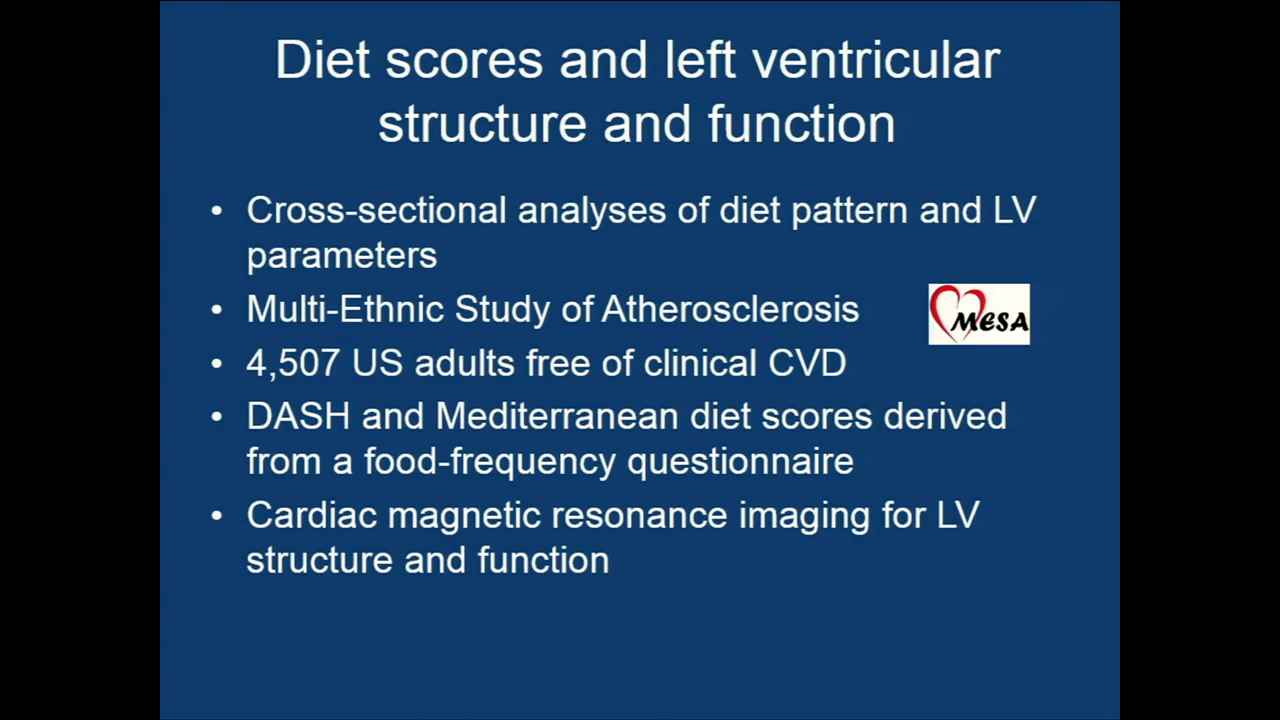 Diet scores and left ventricular
structure and function
• Cross-sectional analyses of diet pattern and LV
parameters
• Multi-Ethnic Study of Atherosclerosis
MESA
• 4,507 US adults free of clinical CVD
• DASH and Mediterranean diet scores derived
from a food-frequency questionnaire
• Cardiac magnetic resonance imaging for LV
structure and function